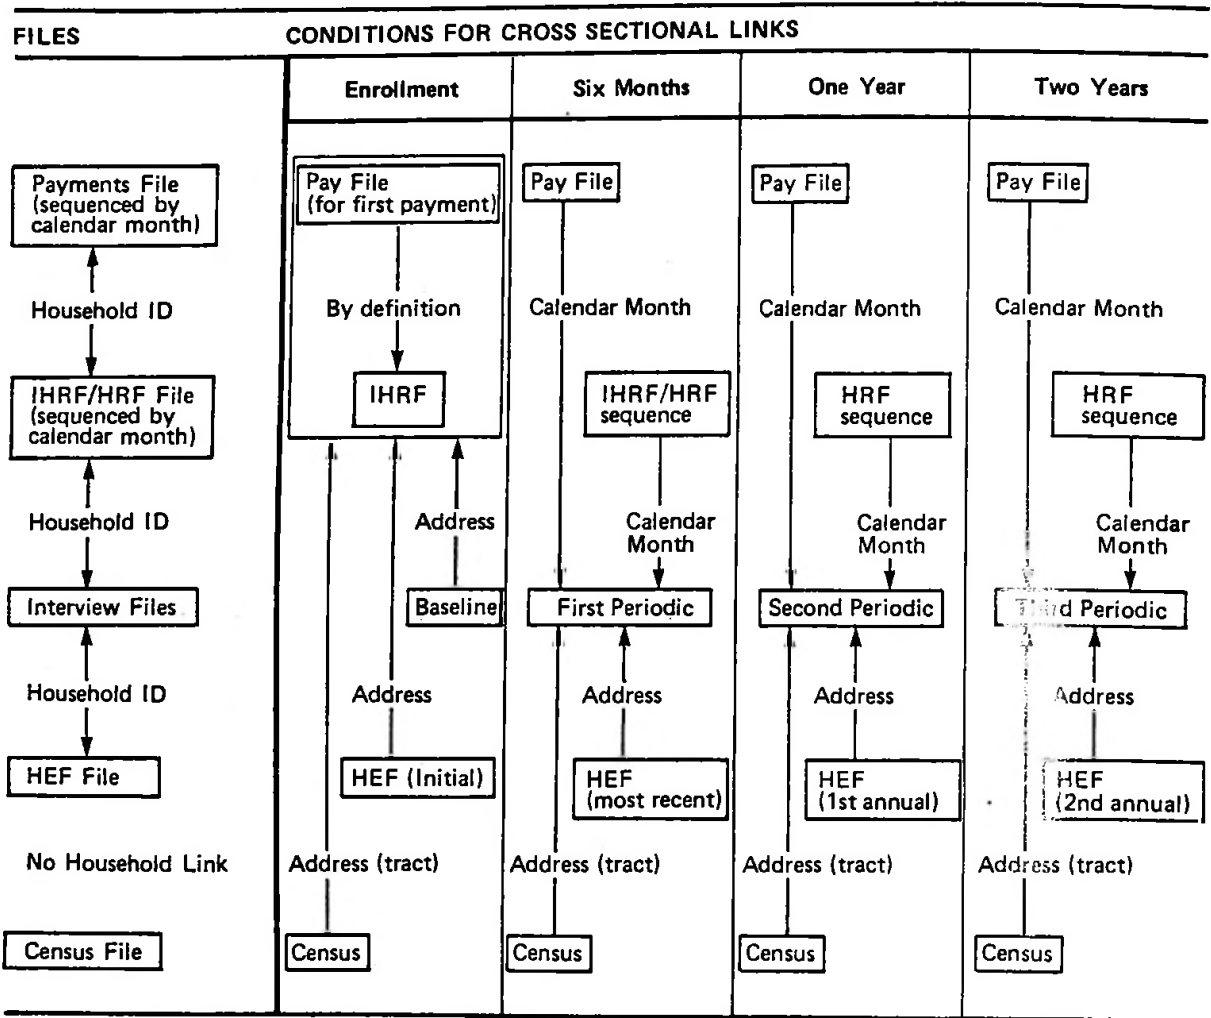 FILES
CONDITIONS FOR CROSS SECTIONAL LINKS
Enrollment
Six Months
One Year
Two Years
Payments File
(sequenced by
calendar month)
Pay File
(for first payment)
Pay File
Pay File
Pay File
Household ID
By definition
Calendar Month
Calendar Month
Calendar Month
IHRF/HRF File
(sequenced by
calendar month)
IHRF
IHRF/HRF
sequence
HRF
sequence
HRF
sequence
Household ID
Address
Calendar
Month
Calendar
Month
Calendar
Month
Interview Files
Baseline
First Periodic
Second Periodic
Third Periodic
Household ID
Address
Address
Address
Address
HEF File
HEF (Initial)
HEF
(most recent)
HEF
(1st annual)
HEF
(2nd annual)
No Household Link
Address (tract)
Address (tract)
Address (tract)
Address (tract)
Census File
Census
Census
Census
Census